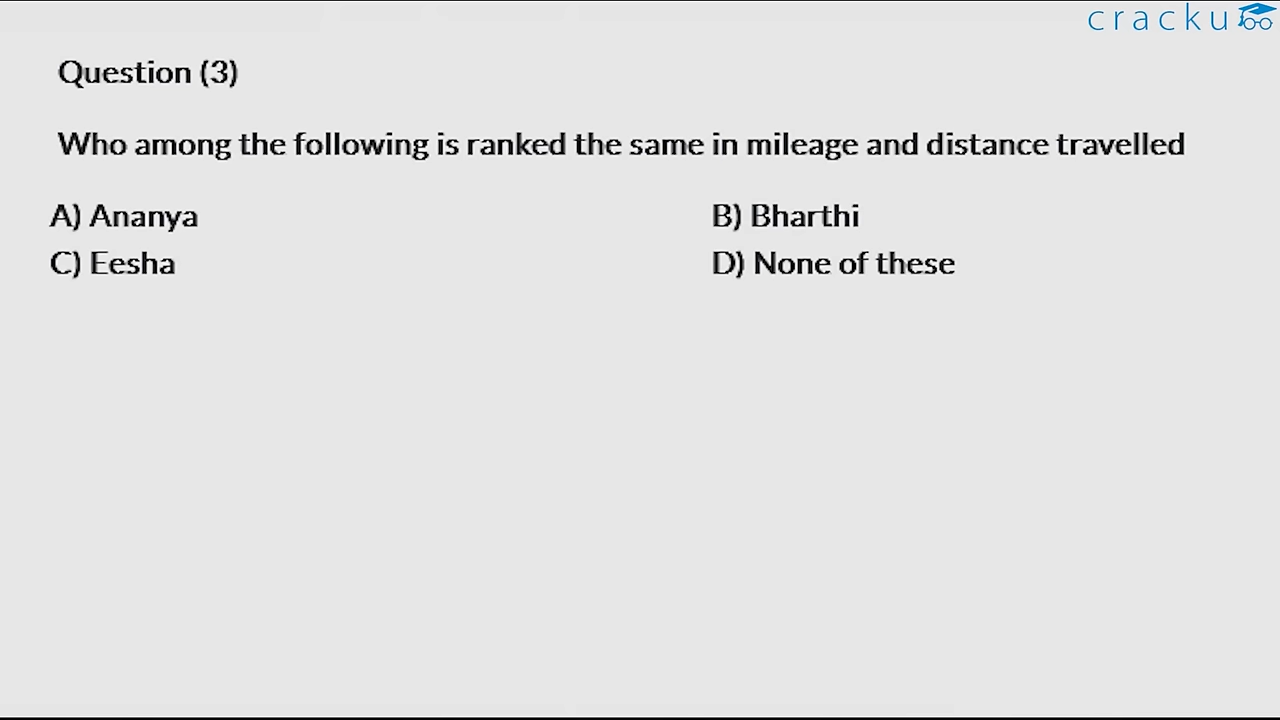 cracku
Question (3)
Who among the following is ranked the same in mileage and distance travelled
A) Ananya
B) Bharthi
C) Eesha
D) None of these